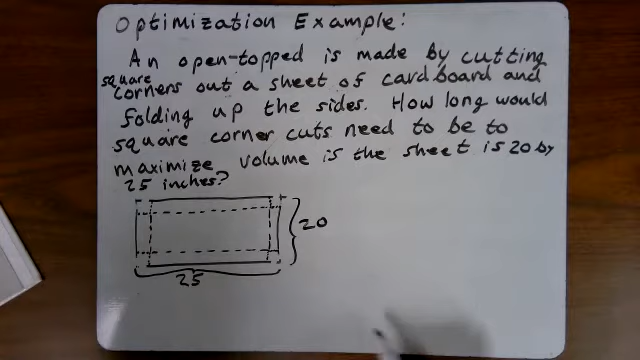 Optimization Example:
An open-topped is made by cutting
square
corners out a sheet of cardboard and
folding up the sides. How long would
square corner cuts need to be to
maximize volume is the sheet is 20 by
25 inches?
20
25